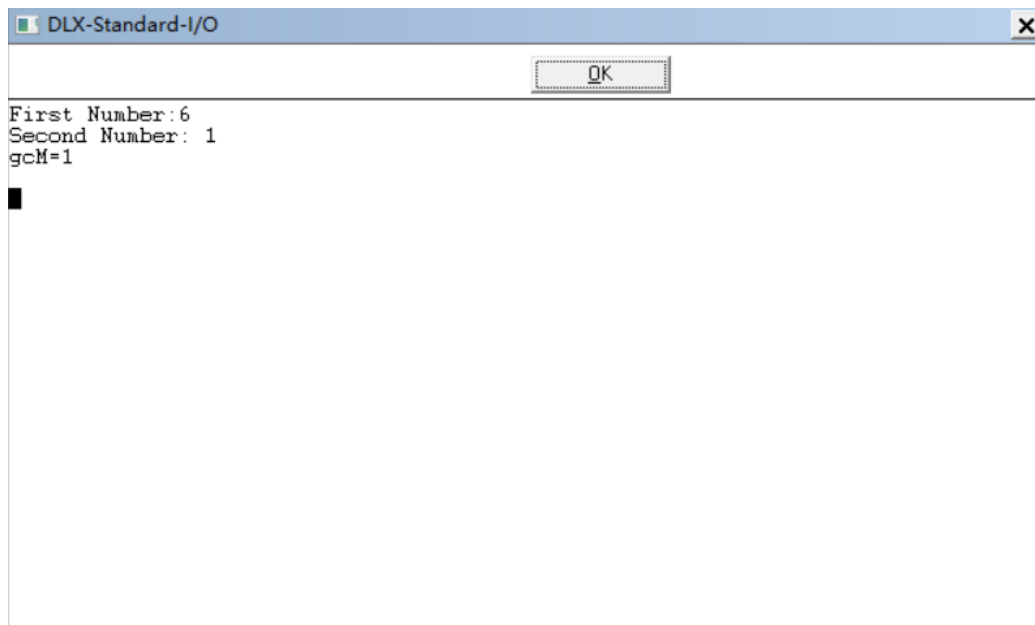 DLX-Standard-I/O
OK
First Number:6
Second Number: 1
gcM=1